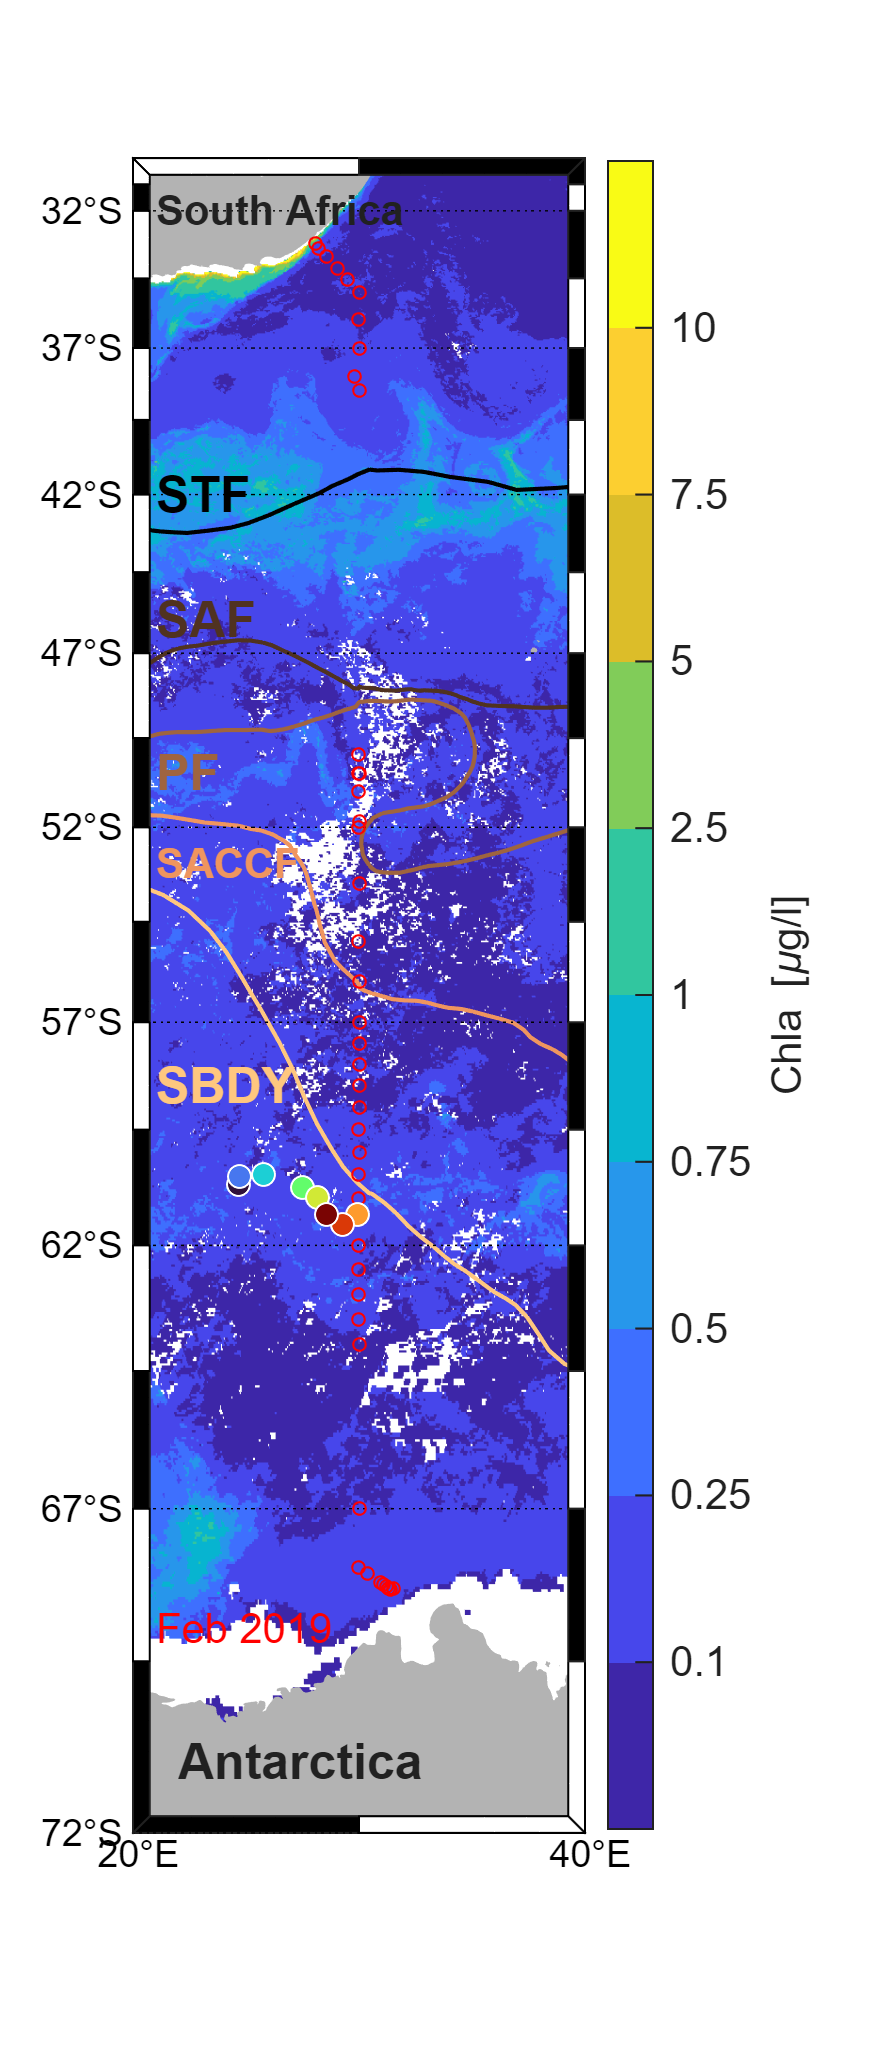 South Africa
32°S
37°S
STF
42°S
SAF
47°S
PF
52°S
SACCF
57°S
SBDY
62°S
67°S
Feb 2019
Antarctica
72°S
20°E
40°E
10
7.5
5
2.5
1
0.75
0.5
0.25
0.1
Chla [µg/l]